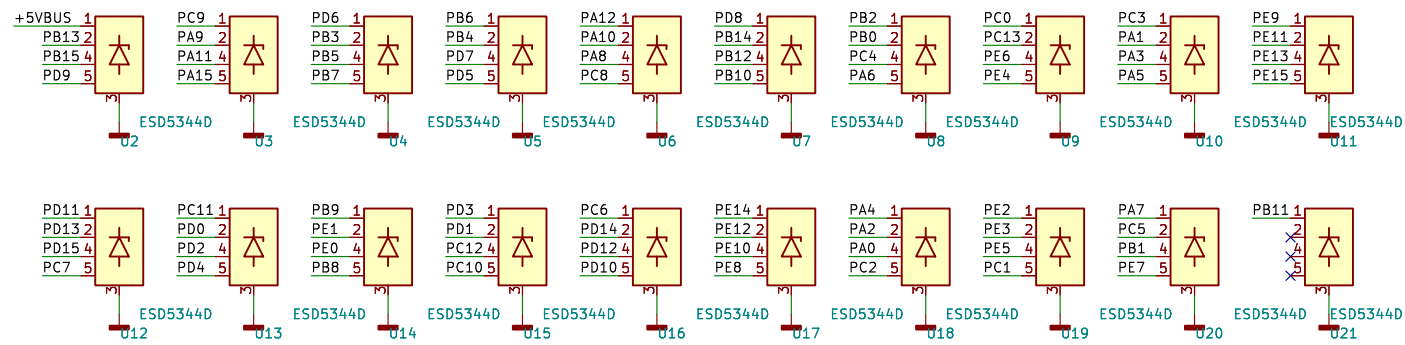 +5VBUS 1 PC9 1 PD6 1 PB6 1 PA12 1 PD8 1 PB2 1 PC0 1 PC3 1 PE9 1
PB13 2 PA9 2 PB3 2 PB4 2 PA10 2 PB14 2 PB0 2 PC13 2 PA1 2 PE11 2
PB15 4 PA11 4 PB5 4 PD7 4 PA8 4 PB12 4 PC4 4 PE6 4 PA3 4 PE13 4
PD9 5 PA15 5 PB7 5 PD5 5 PC8 5 PB10 5 PA6 5 PE4 5 PA5 5 PE15 5
3 3 3 3 3 3 3 3 3 3
ESD5344D ESD5344D ESD5344D ESD5344D ESD5344D ESD5344D ESD5344D ESD5344D ESD5344D ESD5344D
U2 U3 U4 U5 U6 U7 U8 U9 U10 U11
PD11 1 PC11 1 PB9 1 PD3 1 PC6 1 PE14 1 PA4 1 PE2 1 PA7 1 PB11 1
PD13 2 PD0 2 PE1 2 PD1 2 PD14 2 PE12 2 PA2 2 PE3 2 PC5 2 2
PD15 4 PD2 4 PE0 4 PC12 4 PD12 4 PE10 4 PA0 4 PE5 4 PB1 4 4
PC7 5 PD4 5 PB8 5 PC10 5 PD10 5 PE8 5 PC2 5 PC1 5 PE7 5 5
3 3 3 3 3 3 3 3 3 3
ESD5344D ESD5344D ESD5344D ESD5344D ESD5344D ESD5344D ESD5344D ESD5344D ESD5344D ESD5344D
U12 U13 U14 U15 U16 U17 U18 U19 U20 U21